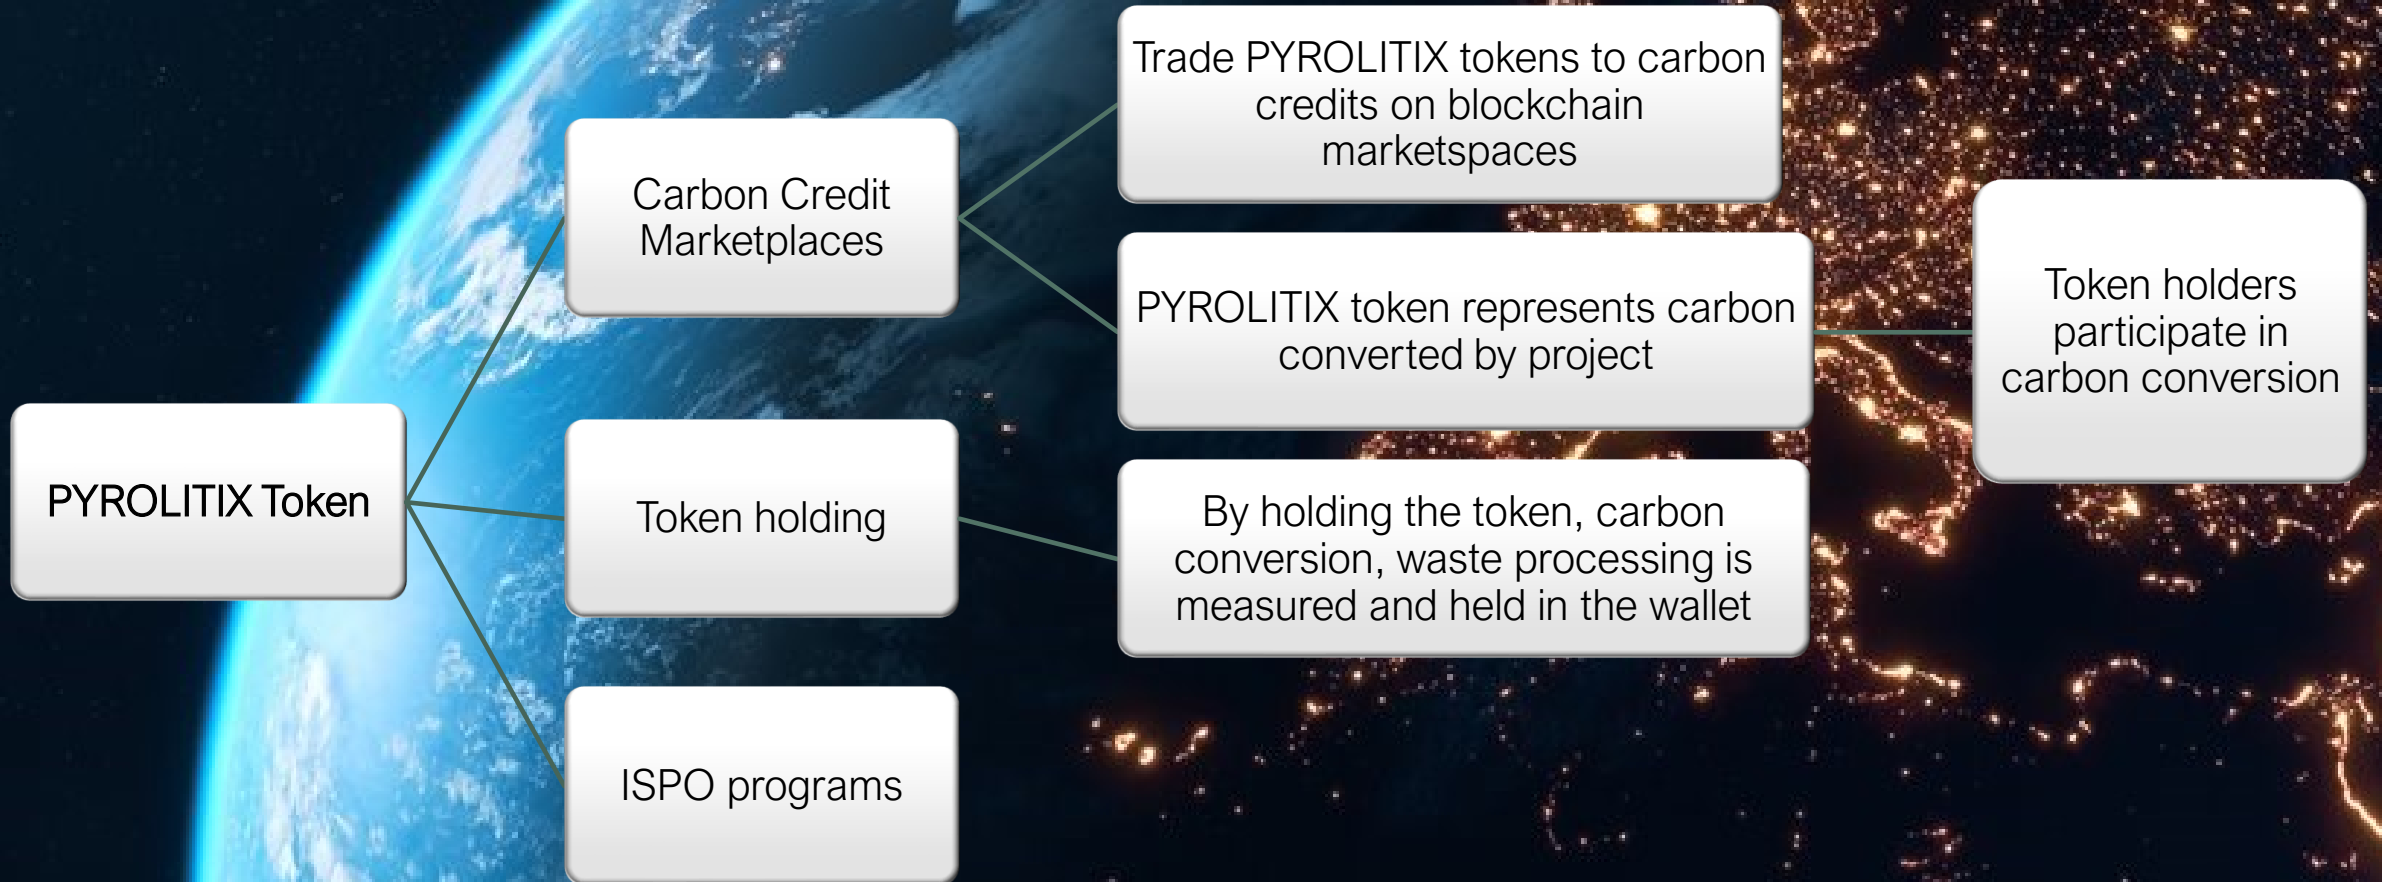 PYROLITIX Token
Carbon Credit
Marketplaces
Token holding
ISPO programs
Trade PYROLITIX tokens to carbon
credits on blockchain
marketspaces
PYROLITIX token represents carbon
converted by project
By holding the token, carbon
conversion, waste processing is
measured and held in the wallet
Token holders
participate in
carbon conversion